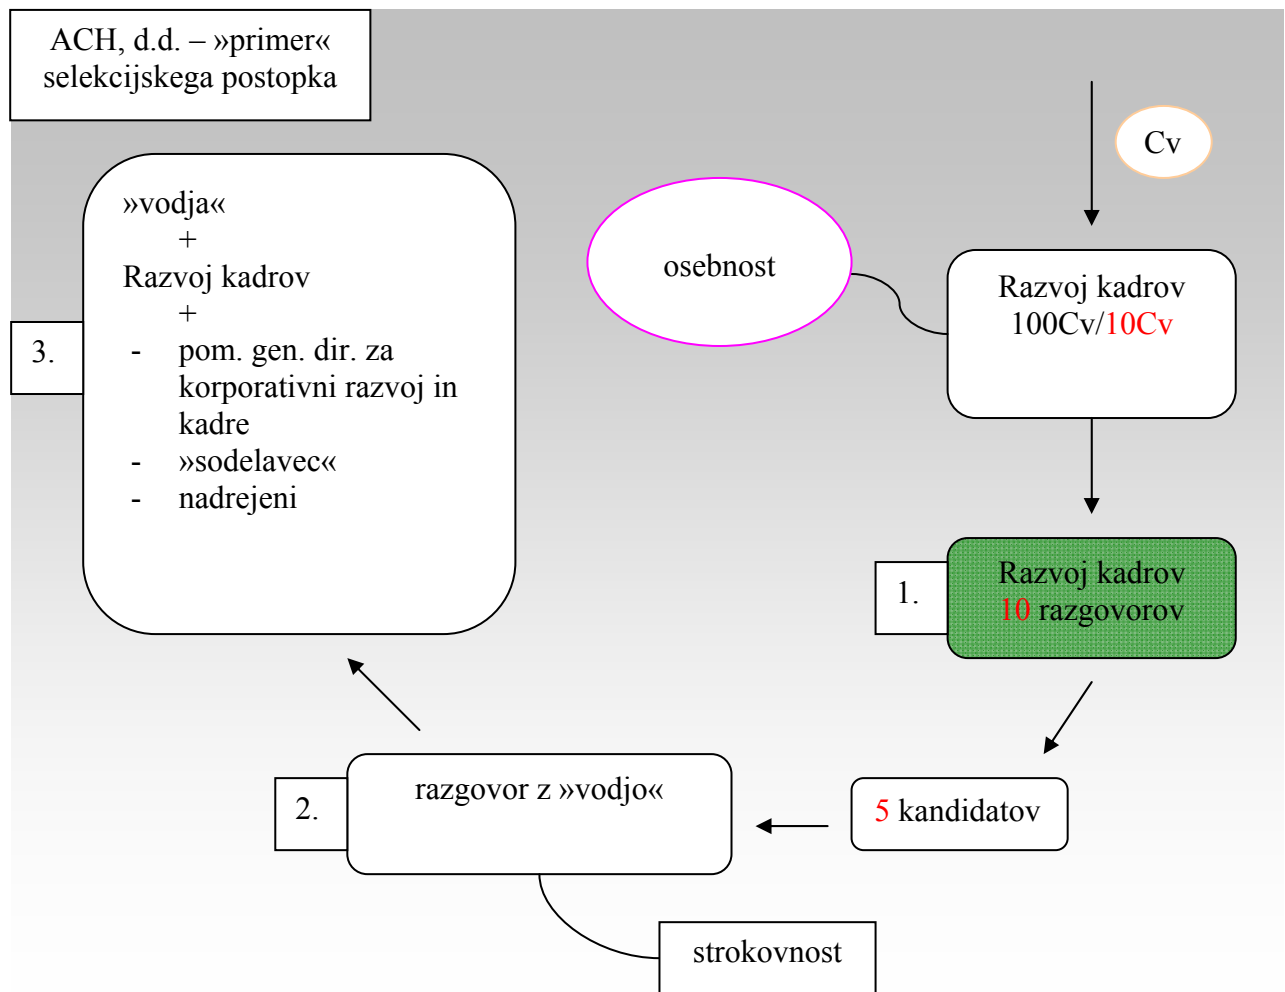 ACH, d.d. – »primer«
selekcijskega postopka
Cv
osebnost
Razvoj kadrov
100Cv/10Cv
1.
Razvoj kadrov
10 razgovorov
5 kandidatov
2.
razgovor z »vodjo«
strokovnost
3.
»vodja«
+
Razvoj kadrov
+
- pom. gen. dir. za
korporativni razvoj in
kadre
- »sodelavec«
- nadrejeni